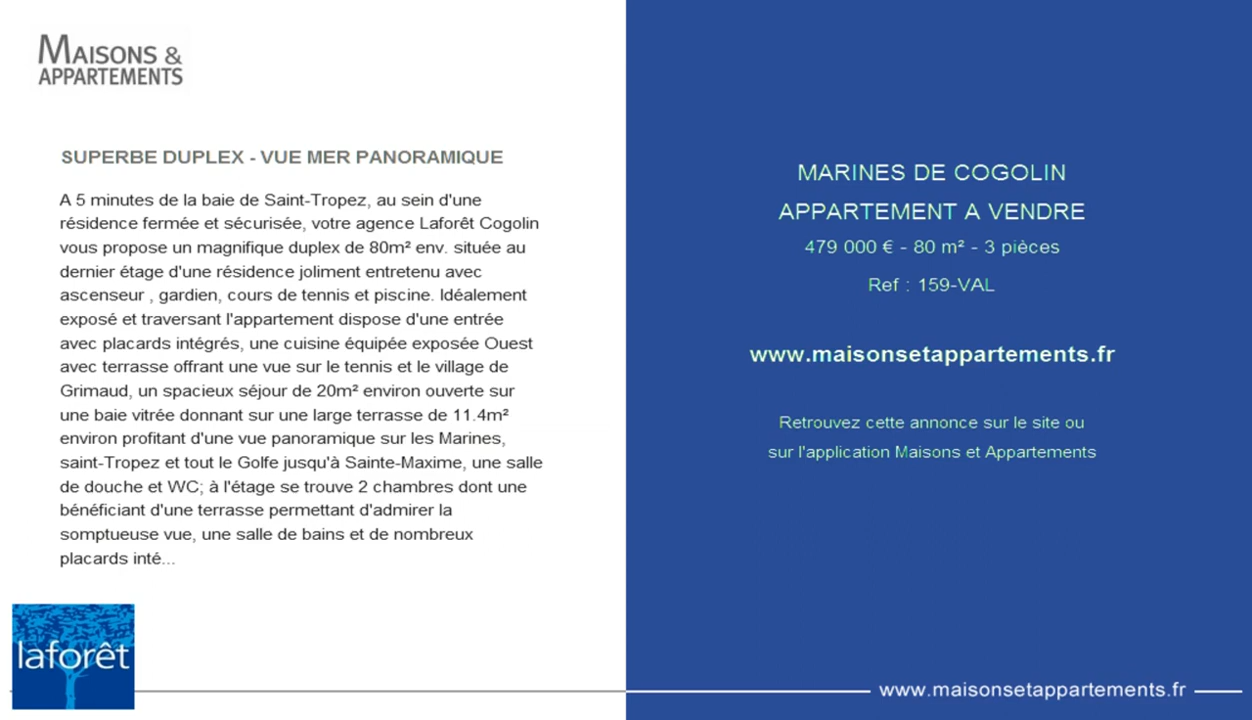 MAISONS &
APPARTEMENTS
SUPERBE DUPLEX - VUE MER PANORAMIQUE
A 5 minutes de la baie de Saint-Tropez, au sein d'une
résidence fermée et sécurisée, votre agence Laforêt Cogolin
vous propose un magnifique duplex de 80m² env. située au
dernier étage d'une résidence joliment entretenu avec
ascenseur , gardien, cours de tennis et piscine. Idéalement
exposé et traversant l'appartement dispose d'une entrée
avec placards intégrés, une cuisine équipée exposée Ouest
avec terrasse offrant une vue sur le tennis et le village de
Grimaud, un spacieux séjour de 20m² environ ouverte sur
une baie vitrée donnant sur une large terrasse de 11.4m²
environ profitant d'une vue panoramique sur les Marines,
saint-Tropez et tout le Golfe jusqu'à Sainte-Maxime, une salle
de douche et WC; à l'étage se trouve 2 chambres dont une
bénéficiant d'une terrasse permettant d'admirer la
somptueuse vue, une salle de bains et de nombreux
placards inté...
laforêt
MARINES DE COGOLIN
APPARTEMENT A VENDRE
479 000 € - 80 m² - 3 pièces
Ref : 159-VAL
www.maisonsetappartements.fr
Retrouvez cette annonce sur le site ou
sur l'application Maisons et Appartements
www.maisonsetappartements.fr